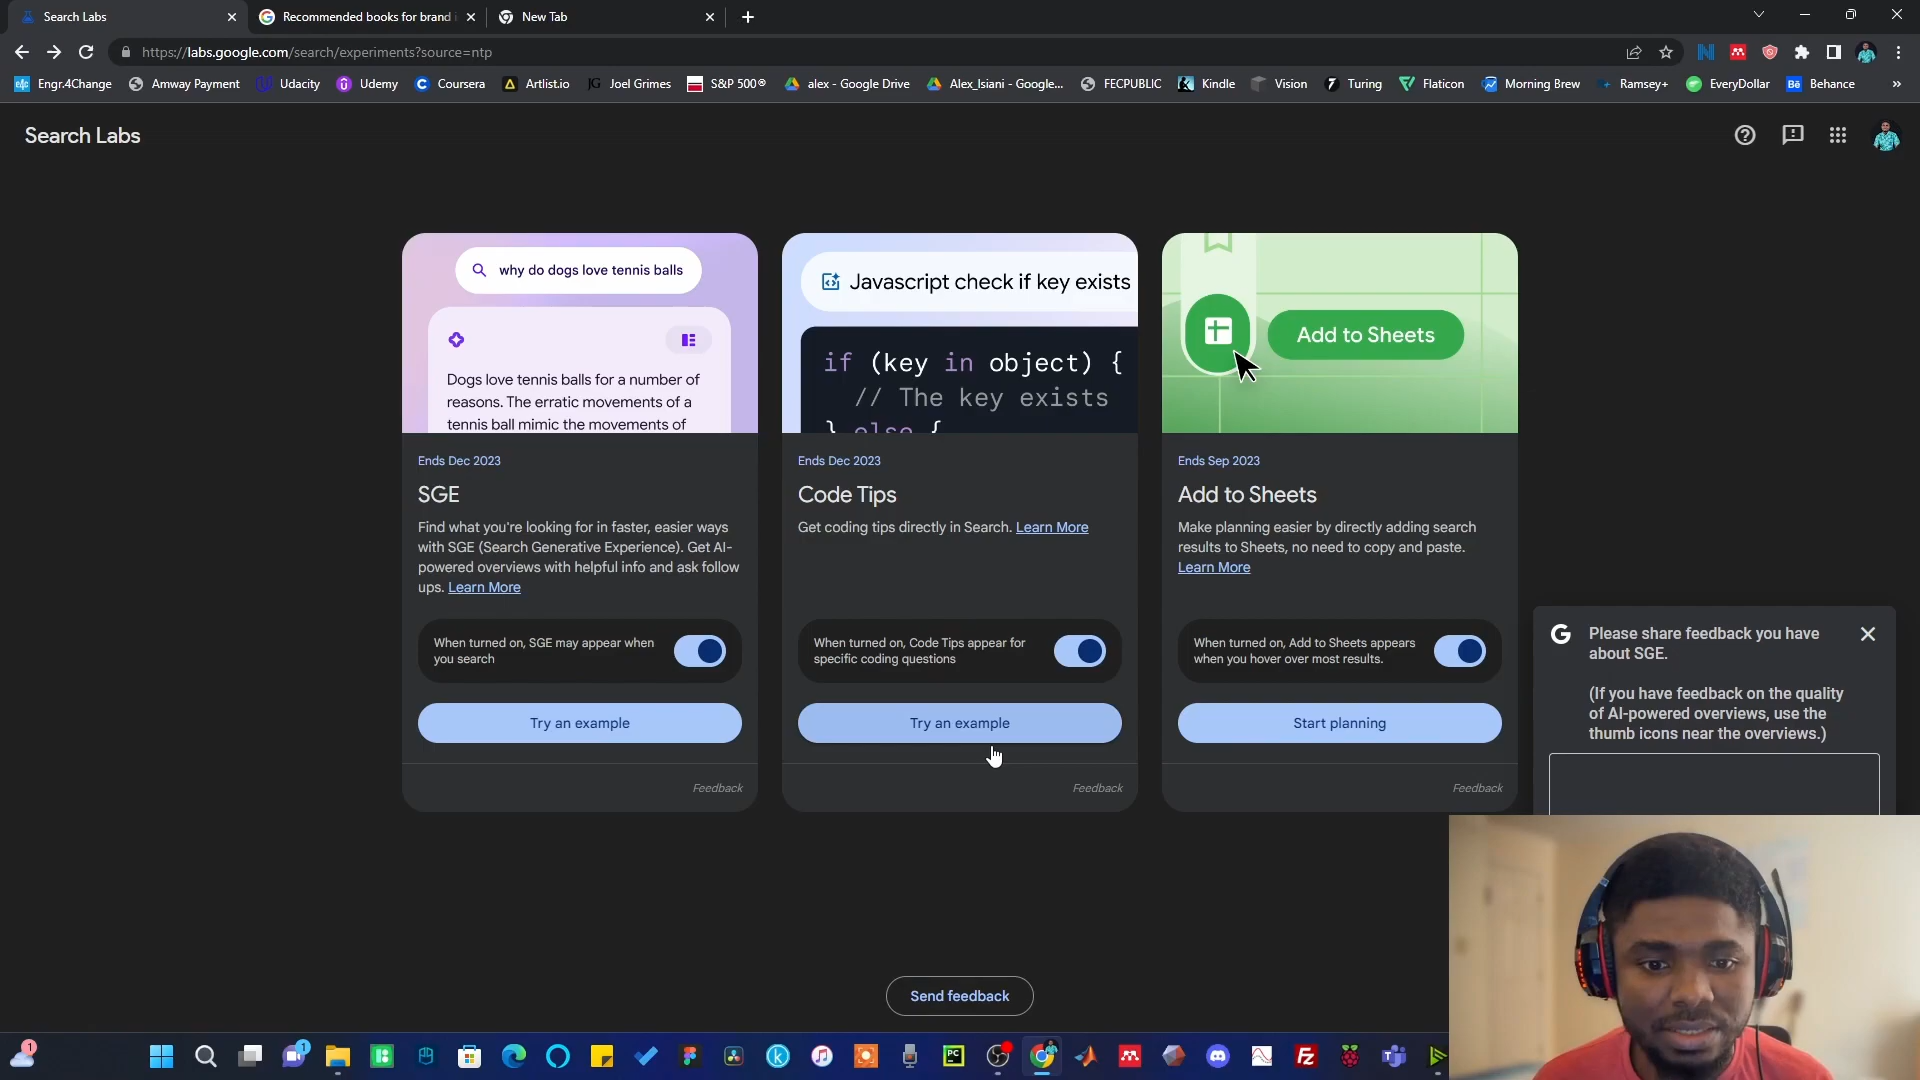 Search Labs
Recommended books for brand
New Tab
https://labs.google.com/search/experiments?source=ntp
Engr.4Change
Amway Payment
Udacity
Udemy
Coursera
Artlist.io
JG Joel Grimes
S&P 500®
alex - Google Drive
Alex_Isiani - Google...
FECPUBLIC
Kindle
Vision
Turing
Flaticon
Morning Brew
Ramsey+
EveryDollar
Bē Behance
»
Search Labs
why do dogs love tennis balls
Dogs love tennis balls for a number of
reasons. The erratic movements of a
tennis ball mimic the movements of
Ends Dec 2023
SGE
Find what you're looking for in faster, easier ways
with SGE (Search Generative Experience). Get AI-
powered overviews with helpful info and ask follow
ups. Learn More
When turned on, SGE may appear when
you search
Try an example
Feedback
Javascript check if key exists
if (key in object) {
// The key exists
} else {
Ends Dec 2023
Code Tips
Get coding tips directly in Search. Learn More
When turned on, Code Tips appear for
specific coding questions
Try an example
Feedback
Add to Sheets
Ends Sep 2023
Add to Sheets
Make planning easier by directly adding search
results to Sheets, no need to copy and paste.
Learn More
When turned on, Add to Sheets appears
when you hover over most results.
Start planning
Feedback
Please share feedback you have
about SGE.
(If you have feedback on the quality
of AI-powered overviews, use the
thumb icons near the overviews.)
Send feedback
1
1
PC